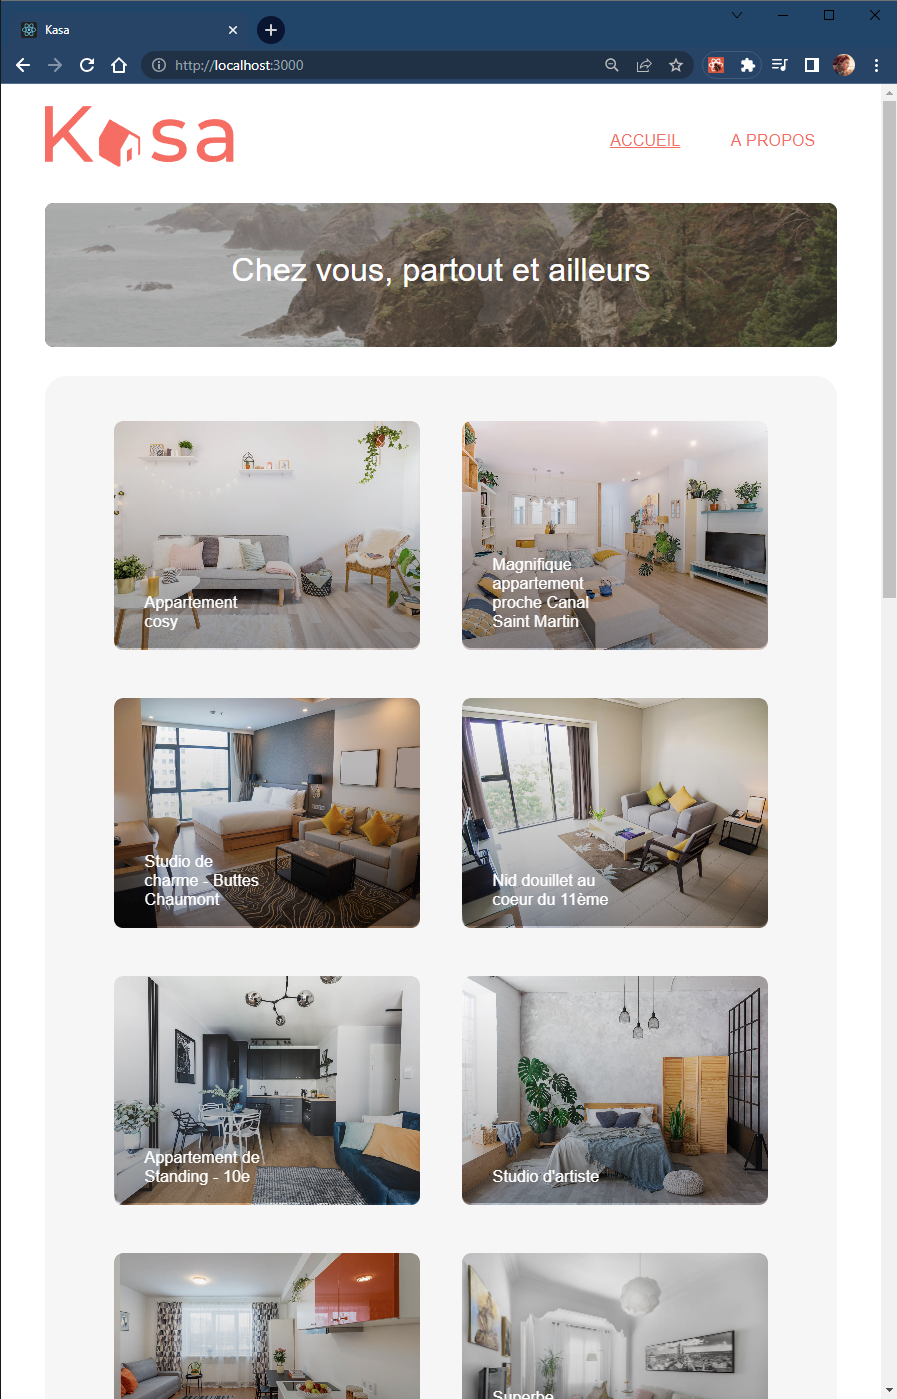 Kasa
http://localhost:3000
Kasa
ACCUEIL
A PROPOS
Chez vous, partout et ailleurs
Appartement
cosy
Magnifique
appartement
proche Canal
Saint Martin
Studio de
charme - Buttes
Chaumont
Nid douillet au
coeur du 11ème
Appartement de
Standing - 10e
Studio d'artiste
Superbe